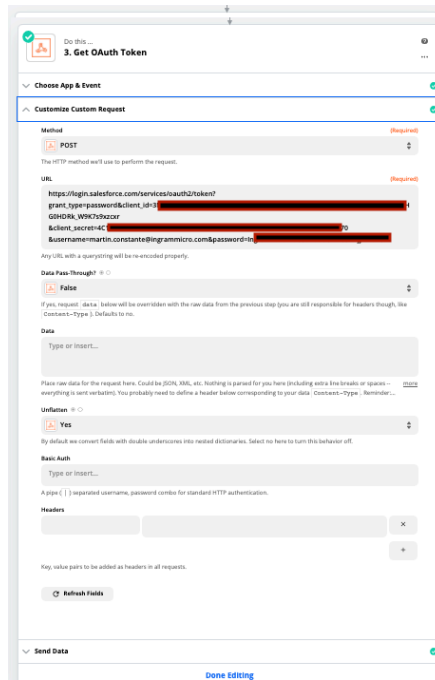 Do this ...
3. Get OAuth Token
Choose App & Event
Customize Custom Request
Method
(Required)
POST
The HTTP method we'll use to perform the request.
URL
(Required)
https://login.salesforce.com/services/oauth2/token?
grant_type=password&client_id=3
G0HDRk_W9K7s9xzcxr
&client_secret=4C 70
&username=martin.constante@ingrammicro.com&password=
Any URL with a querystring will be re-encoded properly.
Data Pass-Through?
False
If yes, request data below will be overridden with the raw data from the previous step (you are still responsible for headers though, like
Content-Type ). Defaults to no.
Data
Type or insert...
Place raw data for the request here. Could be JSON, XML, etc. Nothing is parsed for you here (including extra line breaks or spaces -- more
everything is sent verbatim). You probably need to define a header below corresponding to your data Content-Type . Reminder:...
Unflatten
Yes
By default we convert fields with double underscores into nested dictionaries. Select no here to turn this behavior off.
Basic Auth
Type or insert...
A pipe ( | ) separated username, password combo for standard HTTP authentication.
Headers
Key, value pairs to be added as headers in all requests.
Refresh Fields
Send Data
Done Editing